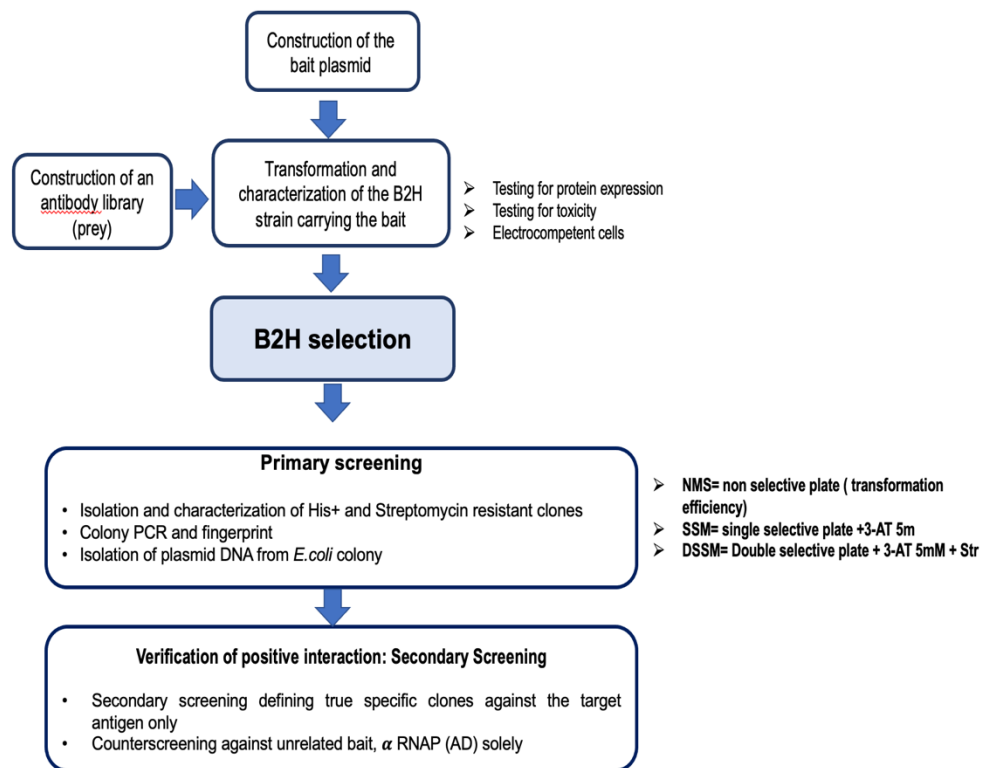 Construction of the
bait plasmid
Construction of an
antibody library
(prey)
Transformation and
characterization of the B2H
strain carrying the bait
➢ Testing for protein expression
➢ Testing for toxicity
➢ Electrocompetent cells
B2H selection
Primary screening
• Isolation and characterization of His+ and Streptomycin resistant clones
• Colony PCR and fingerprint
• Isolation of plasmid DNA from E.coli colony
➢ NMS= non selective plate ( transformation
efficiency)
➢ SSM= single selective plate +3-AT 5m
➢ DSSM= Double selective plate + 3-AT 5mM + Str
Verification of positive interaction: Secondary Screening
• Secondary screening defining true specific clones against the target
antigen only
• Counterscreening against unrelated bait, α RNAP (AD) solely